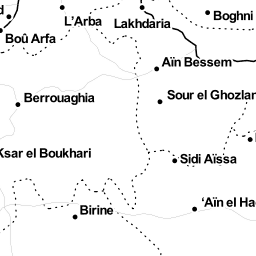 L'Arba
Lakhdaria
Boghni
Boû Arfa
Aïn Bessem
Berrouaghia
Sour el Ghozlan
Ksar el Boukhari
Sidi Aïssa
Birine
'Aïn el Ha